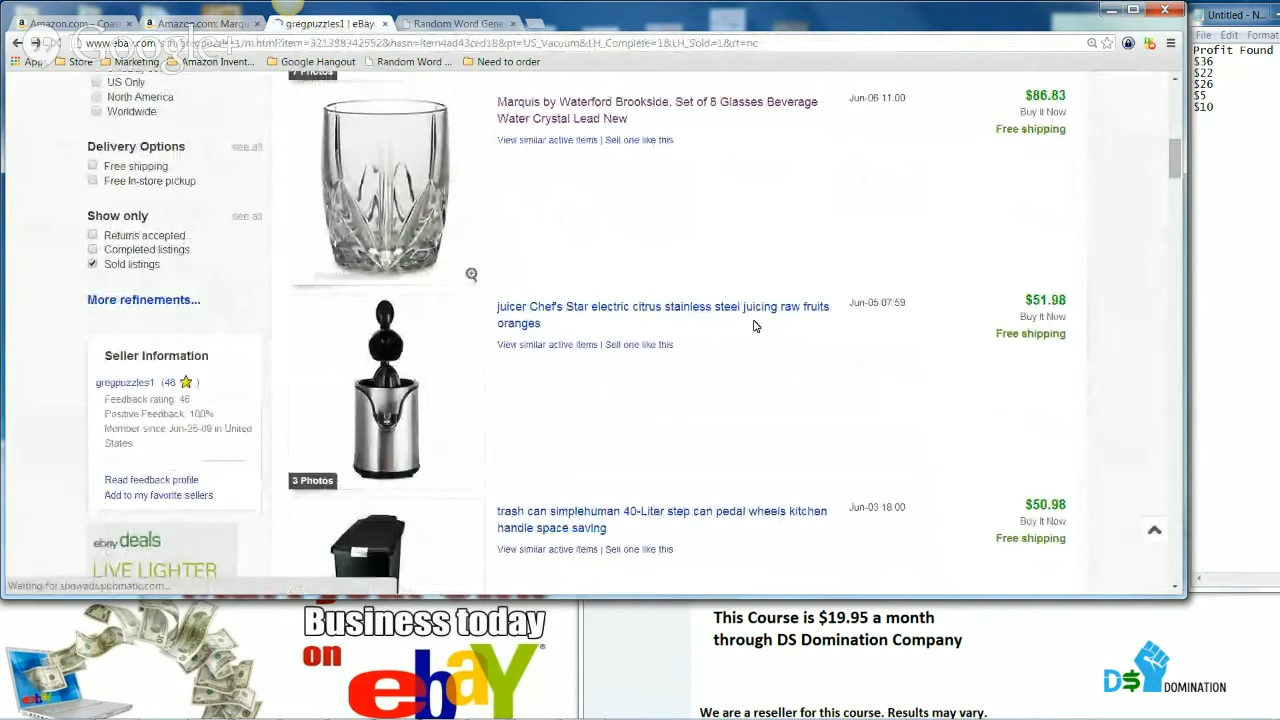 Amazon.com - Coast
Amazon.com: Marqu
gregpuzzles1 | eBay
Random Word Gene
Untitled - N
File Edit Format
Google+
Store
Marketing
Amazon Invent...
Google Hangout
Random Word ...
Need to order
Profit Found
$36
$22
$26
$5
$10
US Only
North America
Worldwide
Delivery Options see all
Free shipping
Free In-store pickup
Show only see all
Returns accepted
Completed listings
Sold listings
More refinements...
Seller Information
gregpuzzles1 (46 )
Feedback rating: 46
Positive Feedback: 100%
Member since Jun-25-09 in United
States
Read feedback profile
Add to my favorite sellers
ebay deals
LIVE LIGHTER
Waiting for spawads.pubmatic.com...
7 Photos
Marquis by Waterford Brookside, Set of 8 Glasses Beverage
Water Crystal Lead New
View similar active items | Sell one like this
Jun-06 11:00
$86.83
Buy It Now
Free shipping
juicer Chef's Star electric citrus stainless steel juicing raw fruits
oranges
View similar active items | Sell one like this
Jun-05 07:59
$51.98
Buy It Now
Free shipping
3 Photos
trash can simplehuman 40-Liter step can pedal wheels kitchen
handle space saving
View similar active items | Sell one like this
Jun-03 18:00
$50.98
Buy It Now
Free shipping
Business today
on ebay
This Course is $19.95 a month
through DS Domination Company
D$ DOMINATION
We are a reseller for this course. Results may vary.